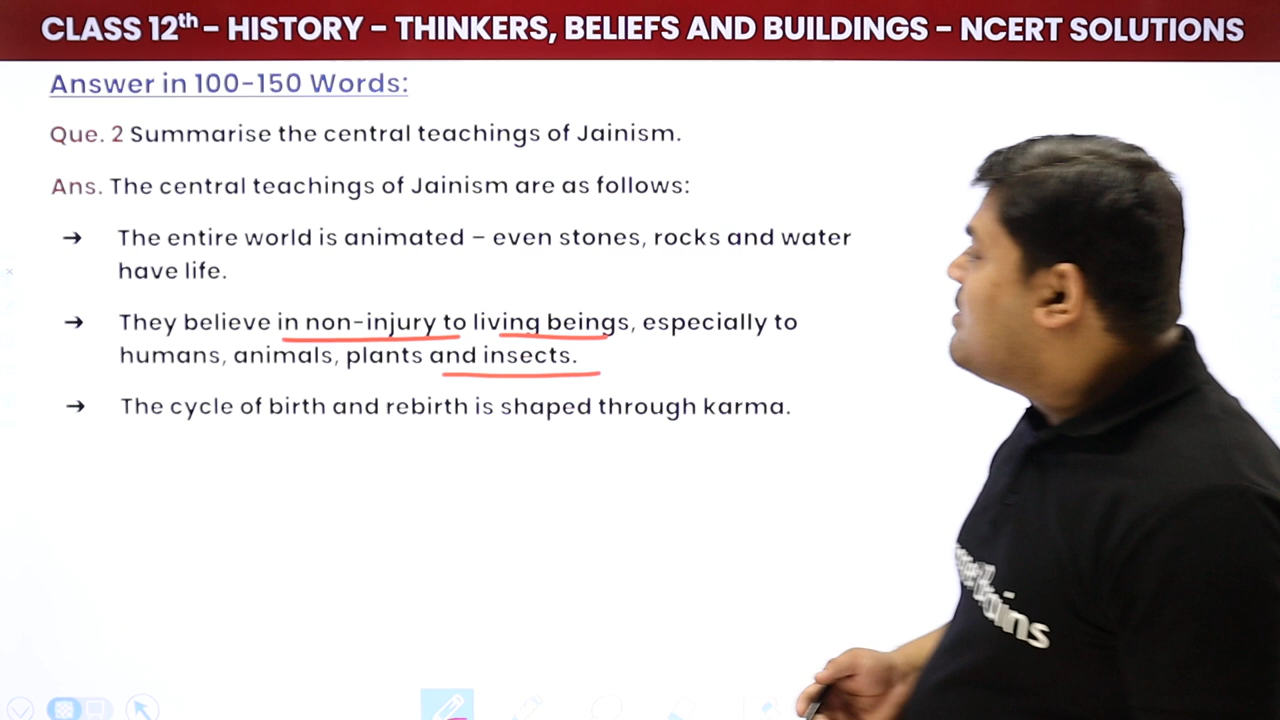 CLASS 12th – HISTORY – THINKERS, BELIEFS AND BUILDINGS – NCERT SOLUTIONS
Answer in 100-150 Words:
Que. 2 Summarise the central teachings of Jainism.
Ans. The central teachings of Jainism are as follows:
→ The entire world is animated – even stones, rocks and water
have life.
→ They believe in non-injury to living beings, especially to
humans, animals, plants and insects.
→ The cycle of birth and rebirth is shaped through karma.